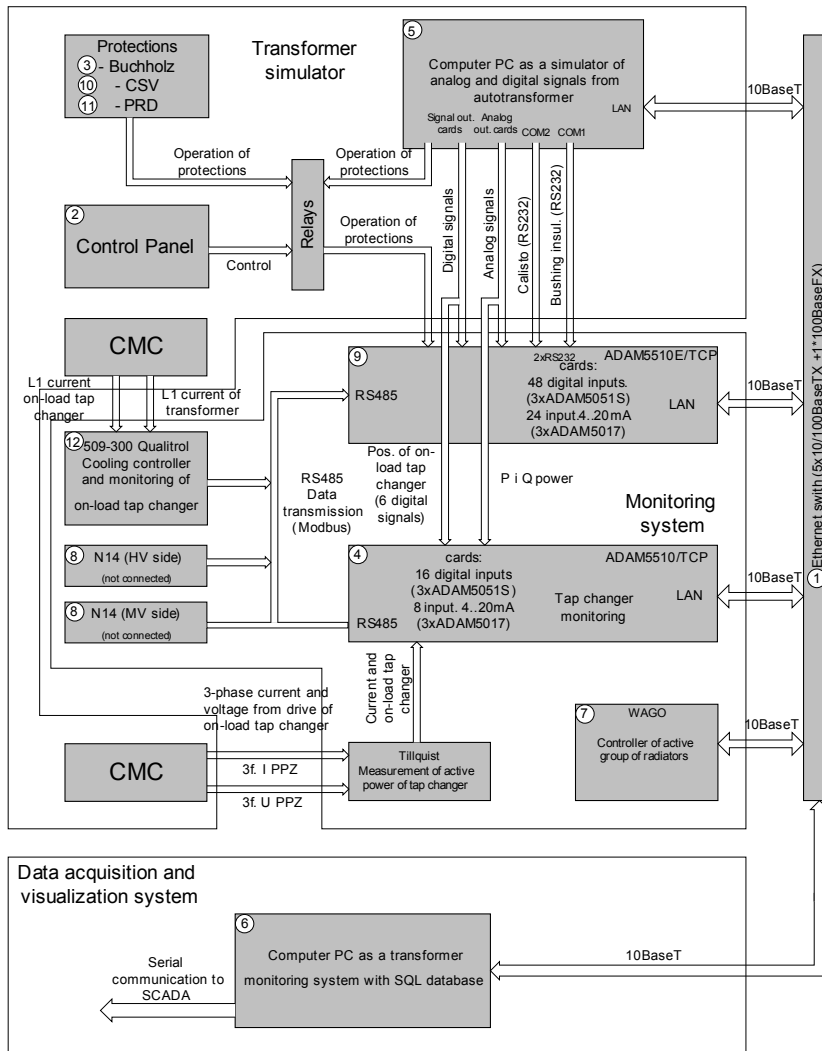 Protections
③ - Buchholz
⑩ - CSV
⑪ - PRD
Transformer
simulator
⑤
Computer PC as a simulator of
analog and digital signals from
autotransformer
LAN
Signal out.
cards
Analog
out. cards
COM2
COM1
10BaseT
Operation of
protections
Operation of
protections
②
Control Panel
Control
Relays
Operation of
protections
Digital signals
Analog signals
Calisto (RS232)
Bushing insul. (RS232)
CMC
L1 current
on-load tap
changer
L1 current of
transformer
⑨
2xRS232
ADAM5510E/TCP
cards:
48 digital inputs.
(3xADAM5051S)
24 input.4..20mA
(3xADAM5017)
RS485
LAN
10BaseT
⑫
509-300 Qualitrol
Cooling controller
and monitoring of
on-load tap changer
RS485
Data
transmission
(Modbus)
Pos. of on-
load tap
changer
(6 digital
signals)
P i Q power
Monitoring
system
⑧ N14 (HV side)
(not connected)
⑧ N14 (MV side)
(not connected)
④
cards:
16 digital inputs
(3xADAM5051S)
8 input. 4..20mA
(3xADAM5017)
ADAM5510/TCP
Tap changer
monitoring
RS485
LAN
10BaseT
Current and
on-load tap
changer
3-phase current and
voltage from drive of
on-load tap changer
CMC
3f. I PPZ
3f. U PPZ
Tillquist
Measurement of active
power of tap changer
⑦
WAGO
Controller of active
group of radiators
10BaseT
① Ethernet swith (5x10/100BaseTX +1*100BaseFX)
Data acquisition and
visualization system
⑥
Computer PC as a transformer
monitoring system with SQL database
Serial
communication to
SCADA
10BaseT